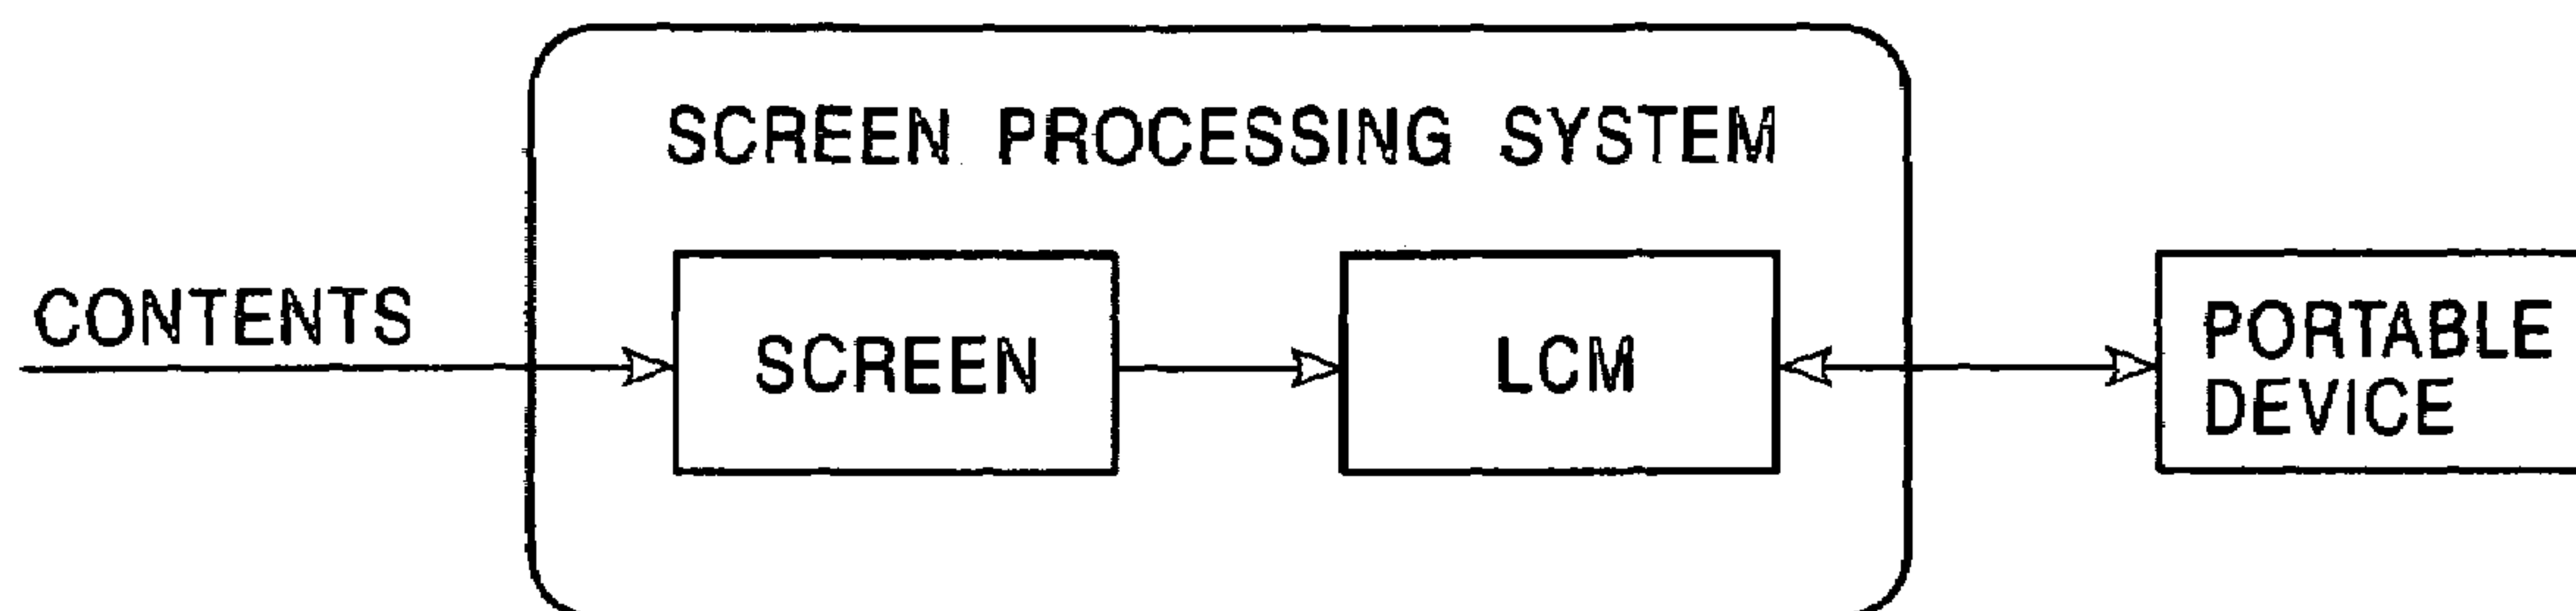 SCREEN PROCESSING SYSTEM
CONTENTS
SCREEN
LCM
PORTABLE
DEVICE